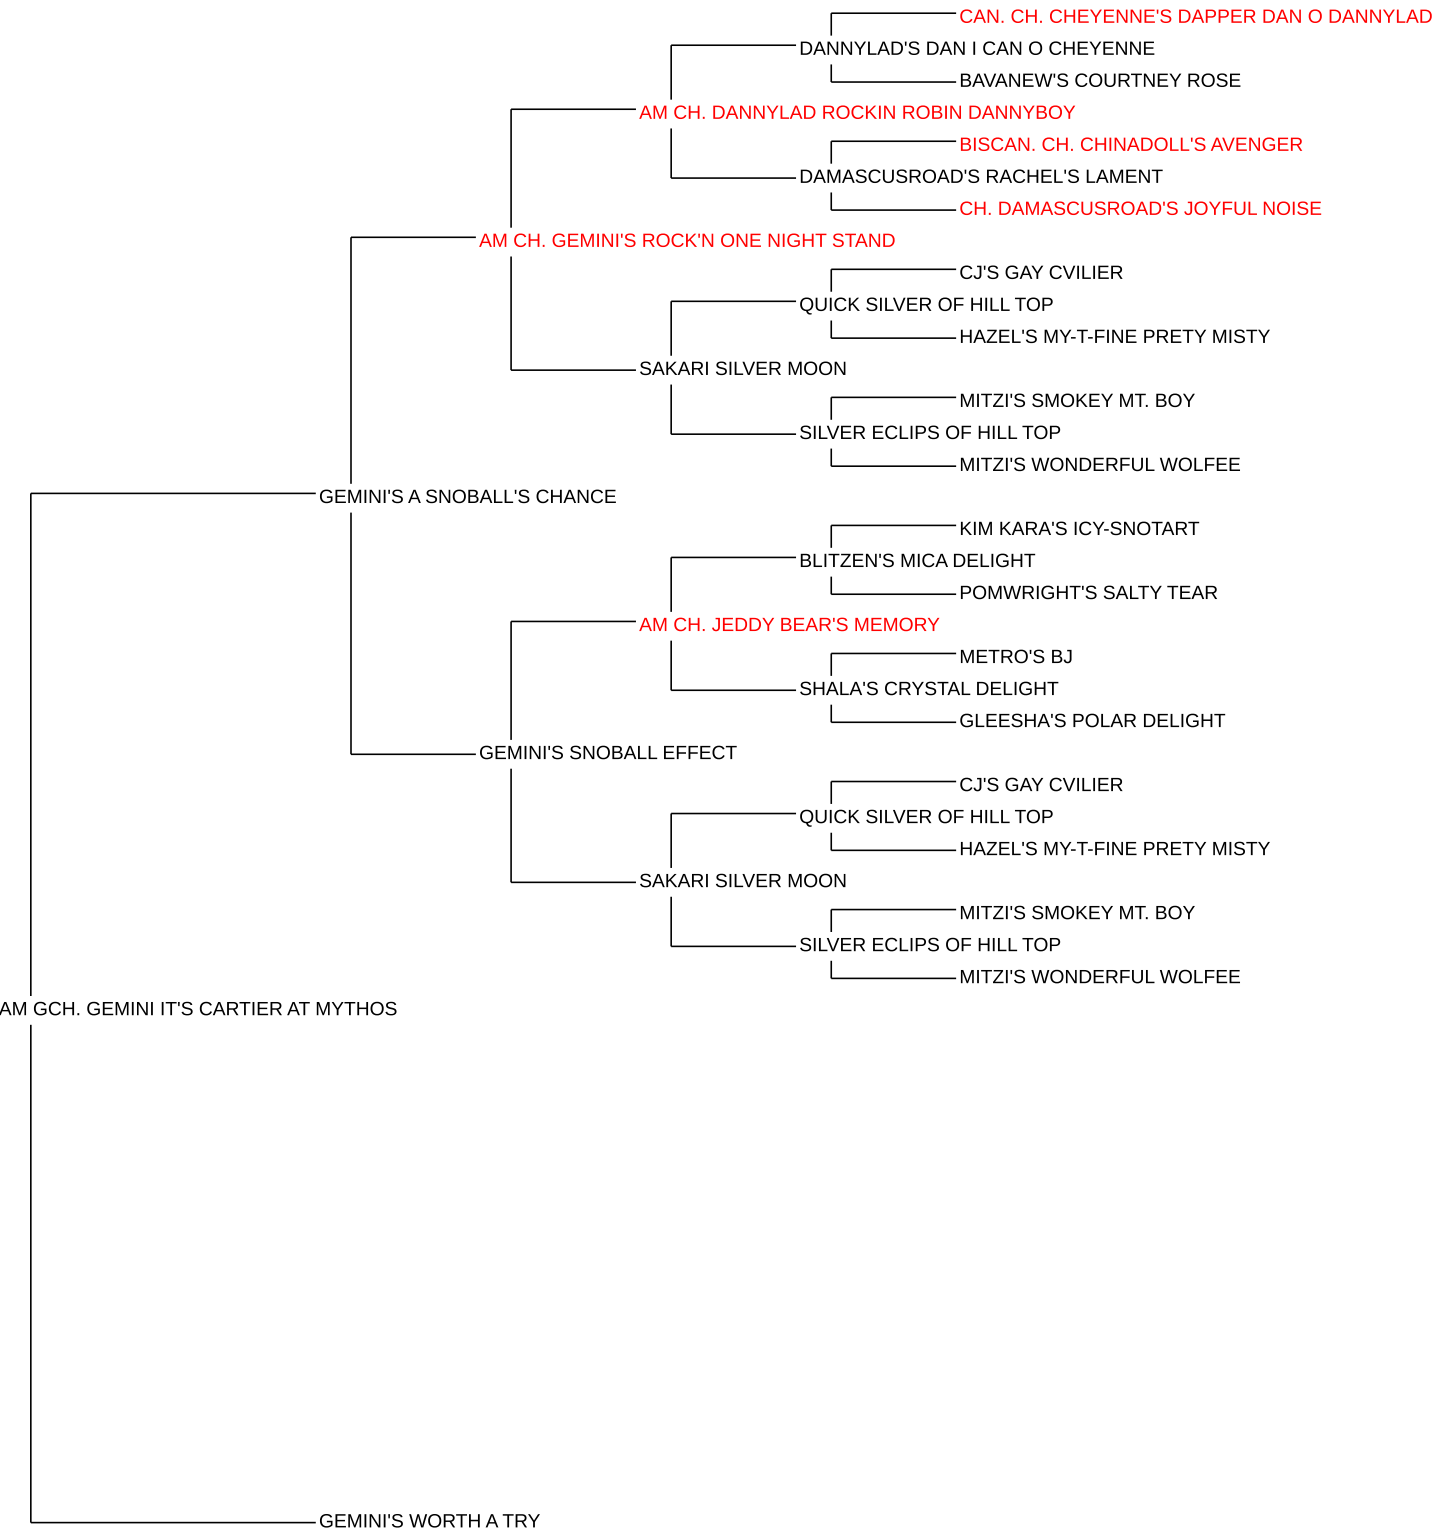 CAN. CH. CHEYENNE'S DAPPER DAN O DANNYLAD
DANNYLAD'S DAN I CAN O CHEYENNE
BAVANEW'S COURTNEY ROSE
AM CH. DANNYLAD ROCKIN ROBIN DANNYBOY
BISCAN. CH. CHINADOLL'S AVENGER
DAMASCUSROAD'S RACHEL'S LAMENT
CH. DAMASCUSROAD'S JOYFUL NOISE
AM CH. GEMINI'S ROCK'N ONE NIGHT STAND
CJ'S GAY CVILIER
QUICK SILVER OF HILL TOP
HAZEL'S MY-T-FINE PRETY MISTY
SAKARI SILVER MOON
MITZI'S SMOKEY MT. BOY
SILVER ECLIPS OF HILL TOP
MITZI'S WONDERFUL WOLFEE
GEMINI'S A SNOBALL'S CHANCE
KIM KARA'S ICY-SNOTART
BLITZEN'S MICA DELIGHT
POMWRIGHT'S SALTY TEAR
AM CH. JEDDY BEAR'S MEMORY
METRO'S BJ
SHALA'S CRYSTAL DELIGHT
GLEESHA'S POLAR DELIGHT
GEMINI'S SNOBALL EFFECT
CJ'S GAY CVILIER
QUICK SILVER OF HILL TOP
HAZEL'S MY-T-FINE PRETY MISTY
SAKARI SILVER MOON
MITZI'S SMOKEY MT. BOY
SILVER ECLIPS OF HILL TOP
MITZI'S WONDERFUL WOLFEE
AM GCH. GEMINI IT'S CARTIER AT MYTHOS
GEMINI'S WORTH A TRY